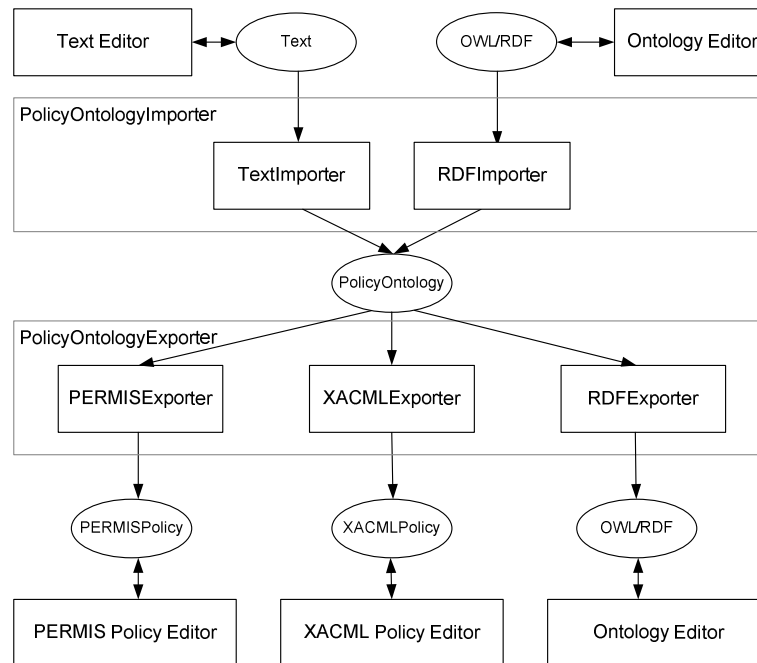 Text Editor
Text
OWL/RDF
Ontology Editor
PolicyOntologyImporter
TextImporter
RDFImporter
PolicyOntology
PolicyOntologyExporter
PERMISExporter
XACMLExporter
RDFExporter
PERMISPolicy
XACMLPolicy
OWL/RDF
PERMIS Policy Editor
XACML Policy Editor
Ontology Editor